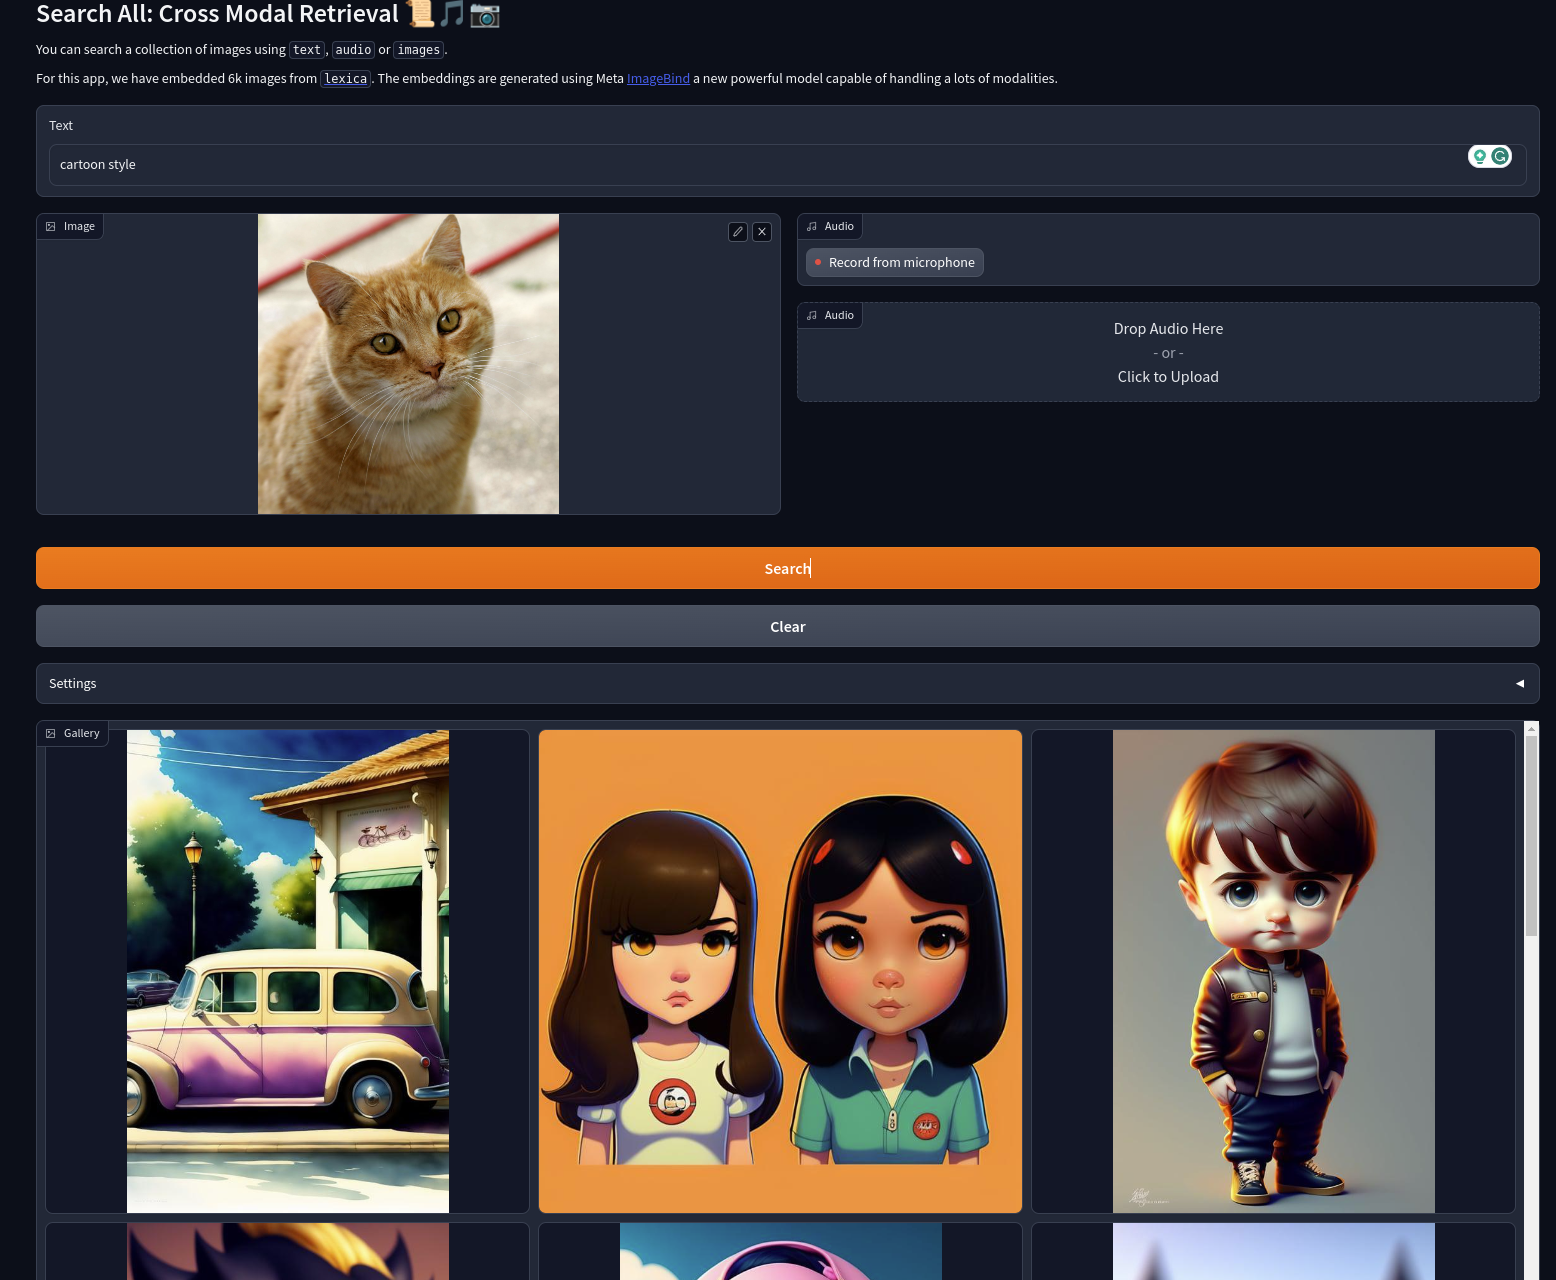 Search All: Cross Modal Retrieval 📜🎵📷
You can search a collection of images using text, audio or images.
For this app, we have embedded 6k images from lexica. The embeddings are generated using Meta ImageBind a new powerful model capable of handling a lots of modalities.
Text
cartoon style
Image
Audio
Record from microphone
Audio
Drop Audio Here
- or -
Click to Upload
Search
Clear
Settings
Gallery